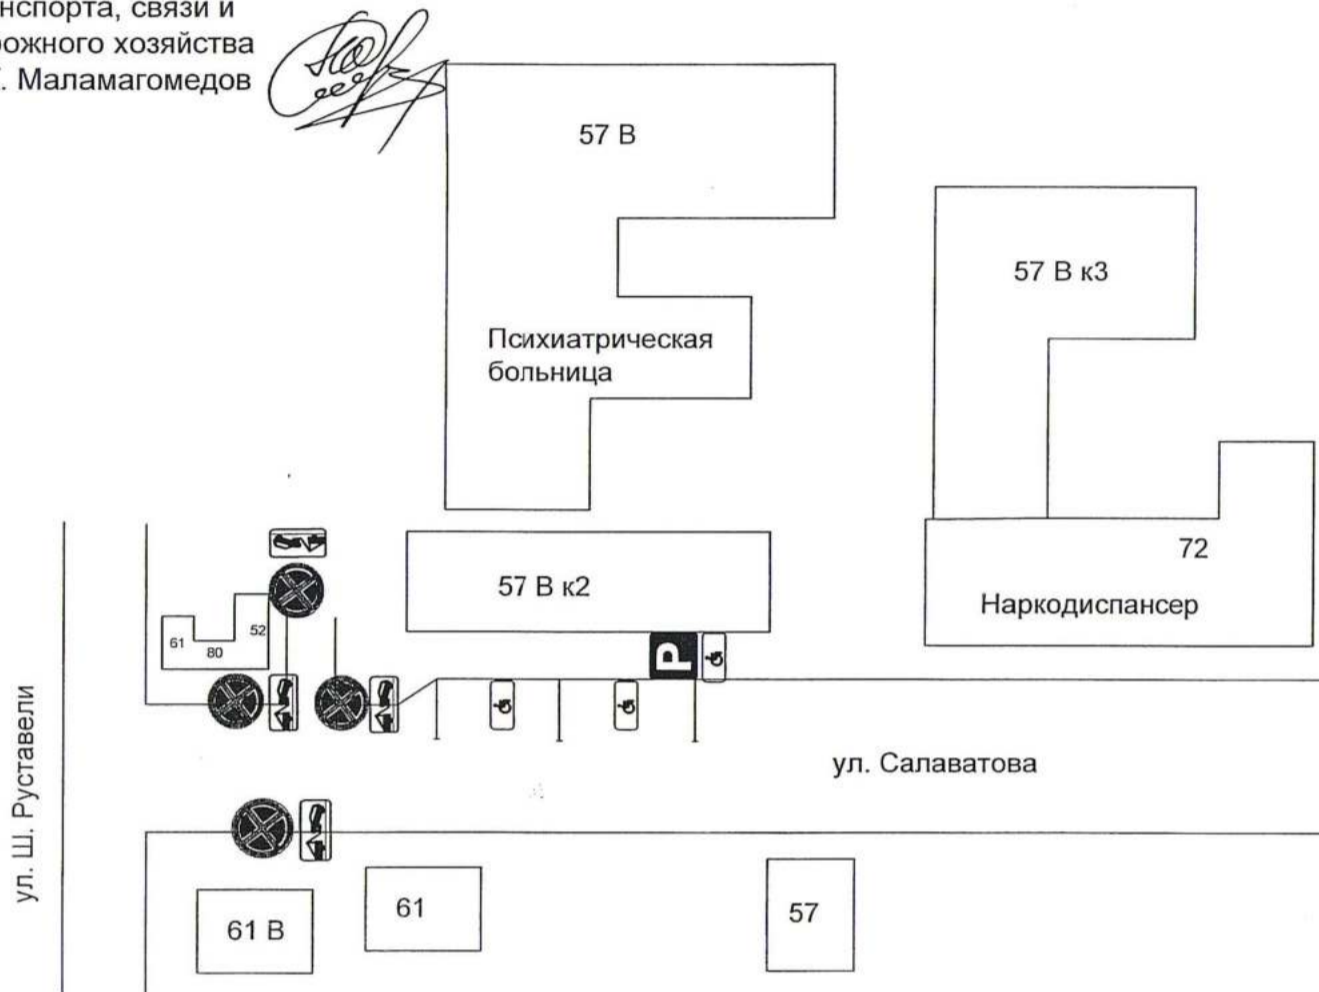 нспорта, связи и
рожного хозяйства
. Маламагомедов
57 В
57 В к3
Психиатрическая
больница
72
57 В к2
Наркодиспансер
61
80
52
P
ул. Салаватова
ул. Ш. Руставели
61 В
61
57